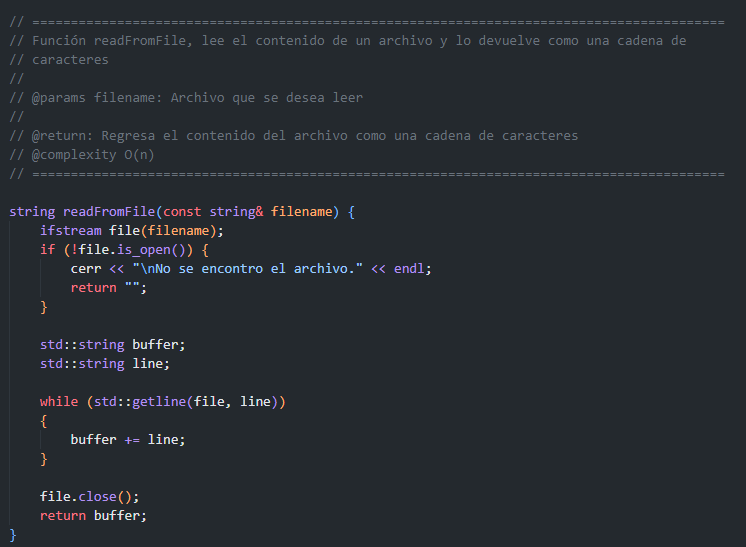 // ==========================================================================================
// Función readFromFile, lee el contenido de un archivo y lo devuelve como una cadena de
// caracteres
//
// @params filename: Archivo que se desea leer
//
// @return: Regresa el contenido del archivo como una cadena de caracteres
// @complexity O(n)
// ==========================================================================================
string readFromFile(const string& filename) {
ifstream file(filename);
if (!file.is_open()) {
cerr << "\nNo se encontro el archivo." << endl;
return "";
}
std::string buffer;
std::string line;
while (std::getline(file, line))
{
buffer += line;
}
file.close();
return buffer;
}